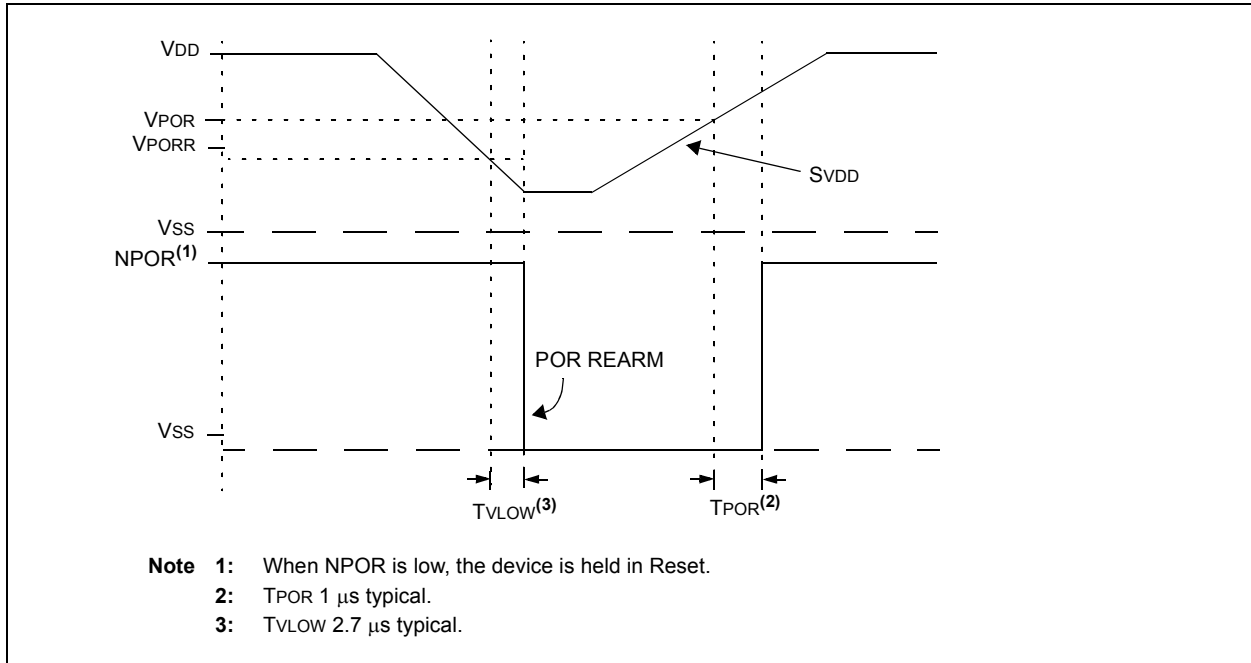 VDD
VPOR
VPORR
SVDD
VSS
NPOR(1)
POR REARM
VSS
TVLOW(3)
TPOR(2)
Note 1: When NPOR is low, the device is held in Reset.
2: TPOR 1 μs typical.
3: TVLOW 2.7 μs typical.